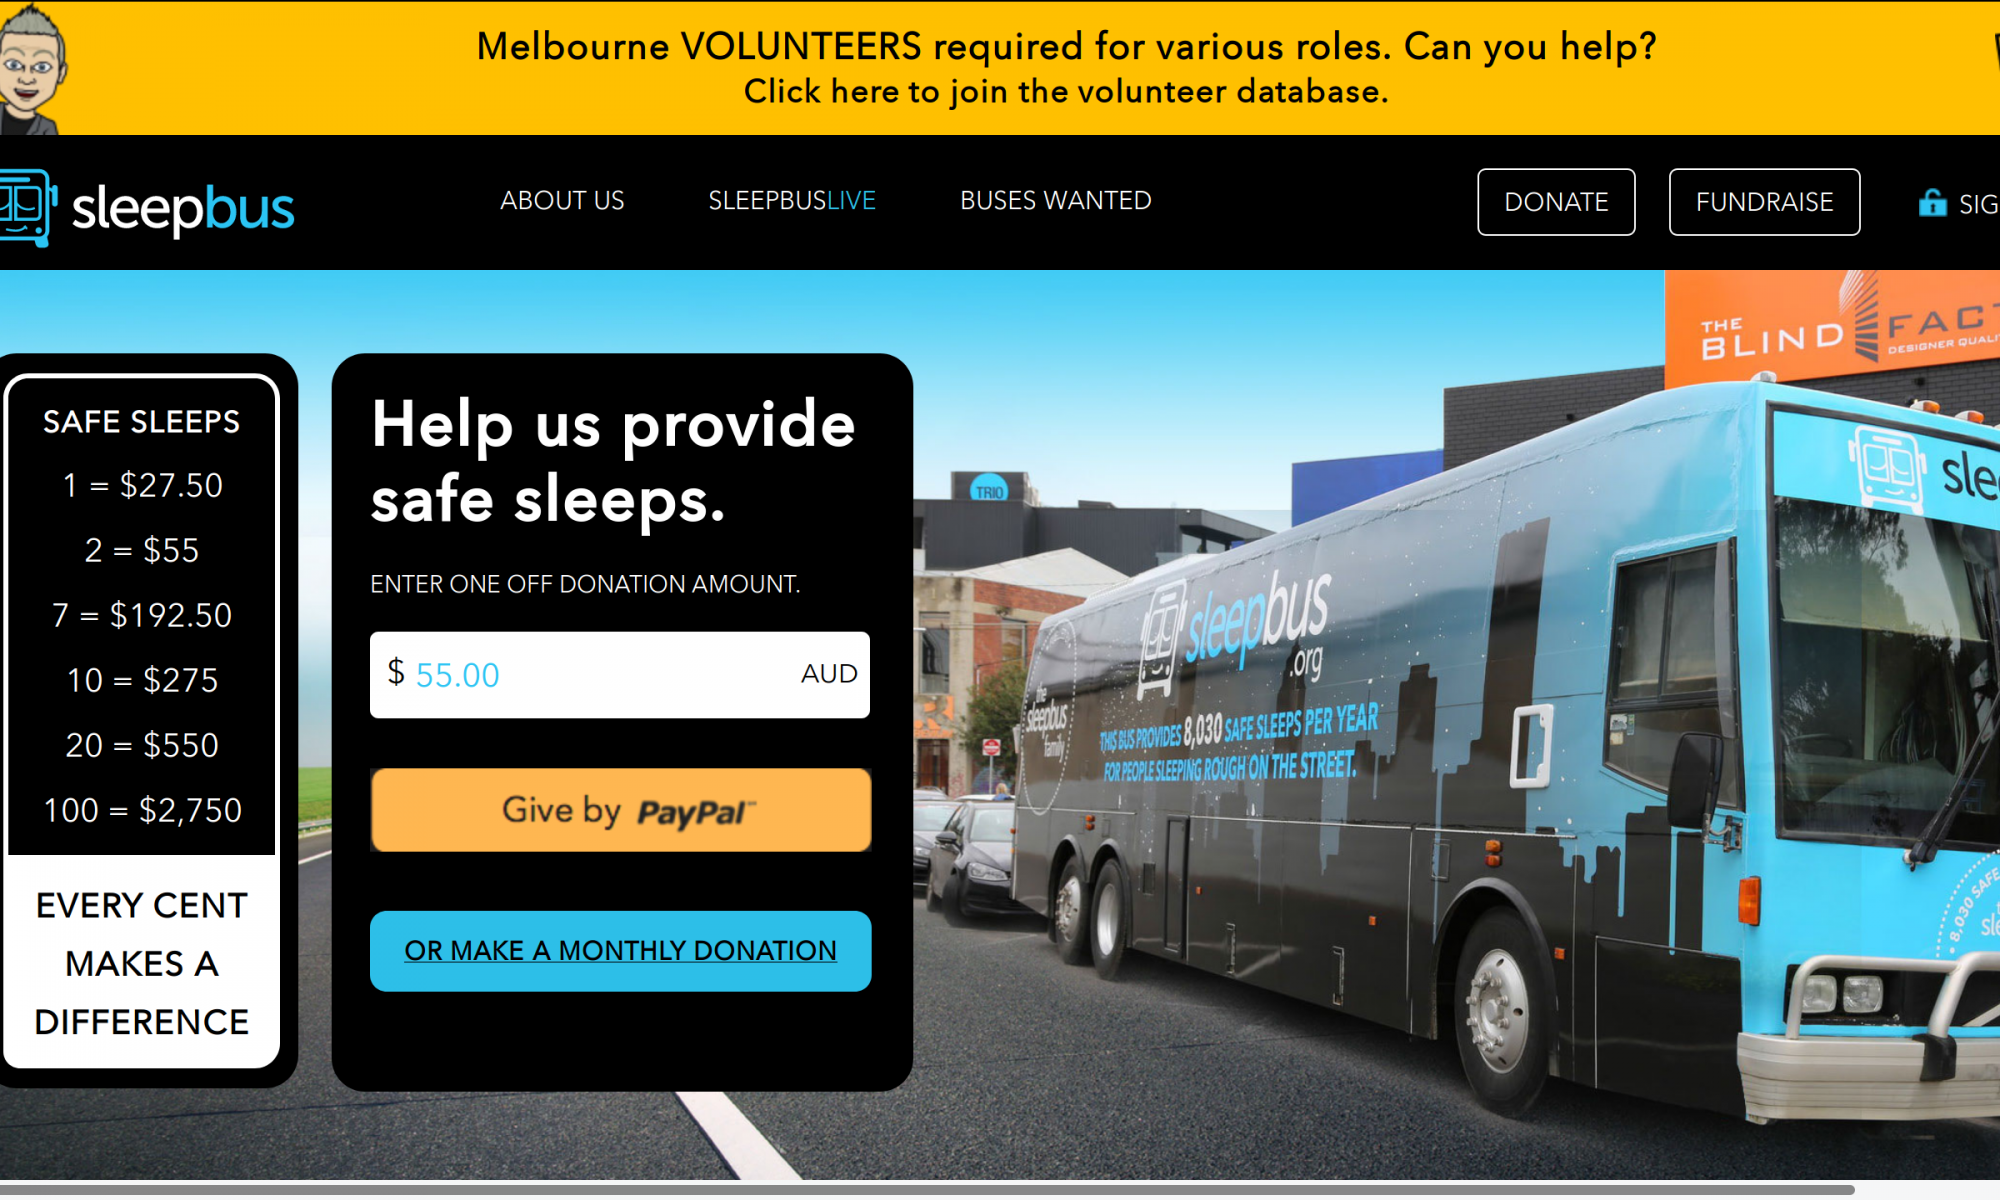 Melbourne VOLUNTEERS required for various roles. Can you help?
Click here to join the volunteer database.
sleepbus
ABOUT US
SLEEPBUSLIVE
BUSES WANTED
DONATE
FUNDRAISE
SIG
SAFE SLEEPS
1 = $27.50
2 = $55
7 = $192.50
10 = $275
20 = $550
100 = $2,750
EVERY CENT
MAKES A
DIFFERENCE
Help us provide
safe sleeps.
ENTER ONE OFF DONATION AMOUNT.
$ 55.00 AUD
Give by PayPal
OR MAKE A MONTHLY DONATION
TRIO
THE
BLIND FACT
DESIGNER QUALI
slee
sleepbus
.org
the
sleepbus
family
THIS BUS PROVIDES 8,030 SAFE SLEEPS PER YEAR
FOR PEOPLE SLEEPING ROUGH ON THE STREET.
8,030 SAFE
sle